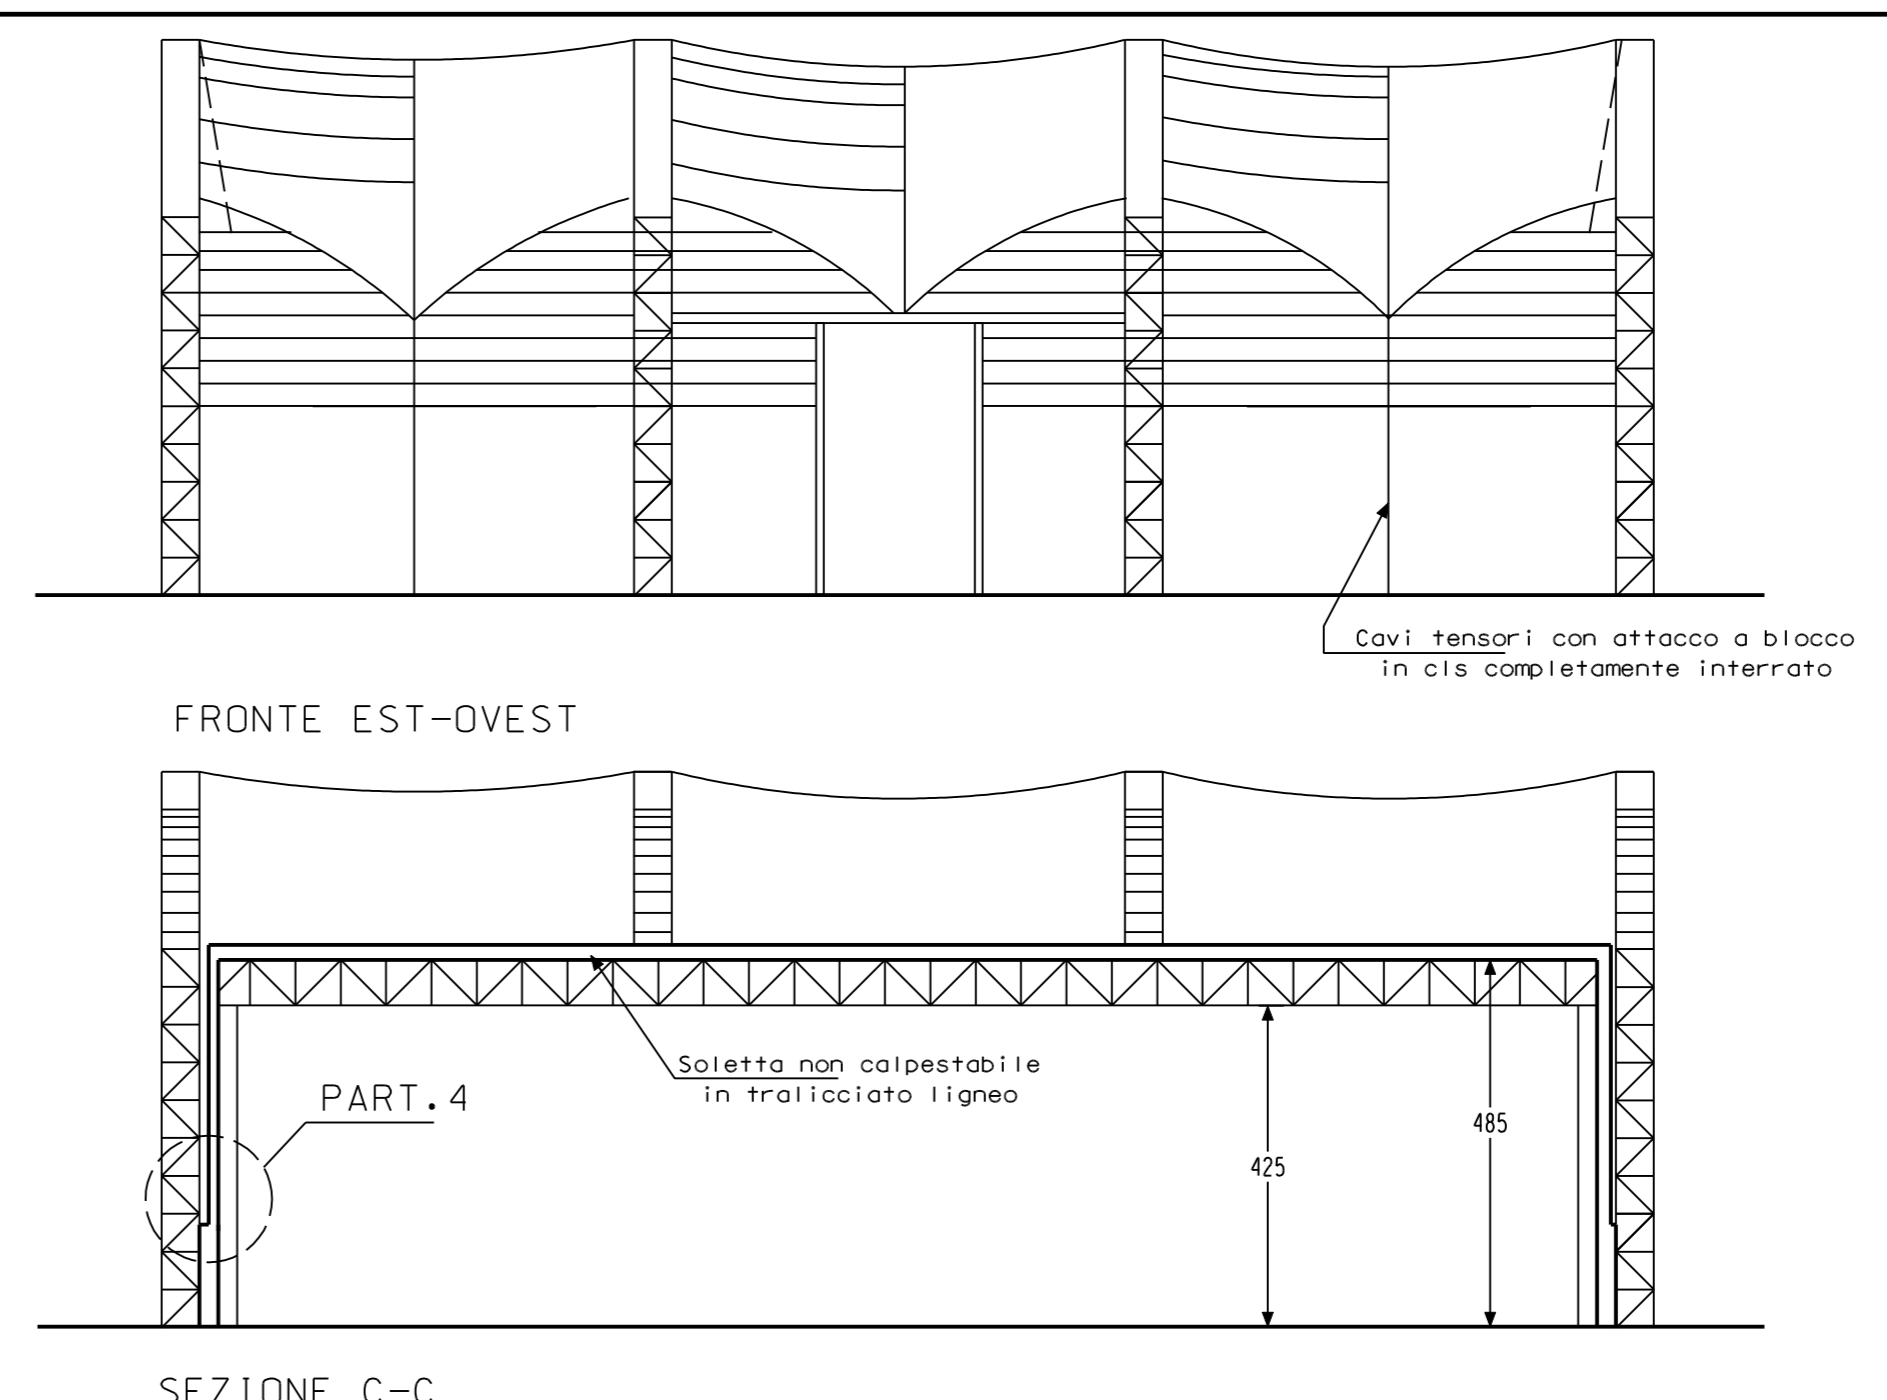 Cavi tensori con attacco a blocco
in cls completamente interrato
FRONTE EST-OVEST
Soletta non calpestabile
in tralicciato ligneo
PART.4
485
425
SEZIONE C-C